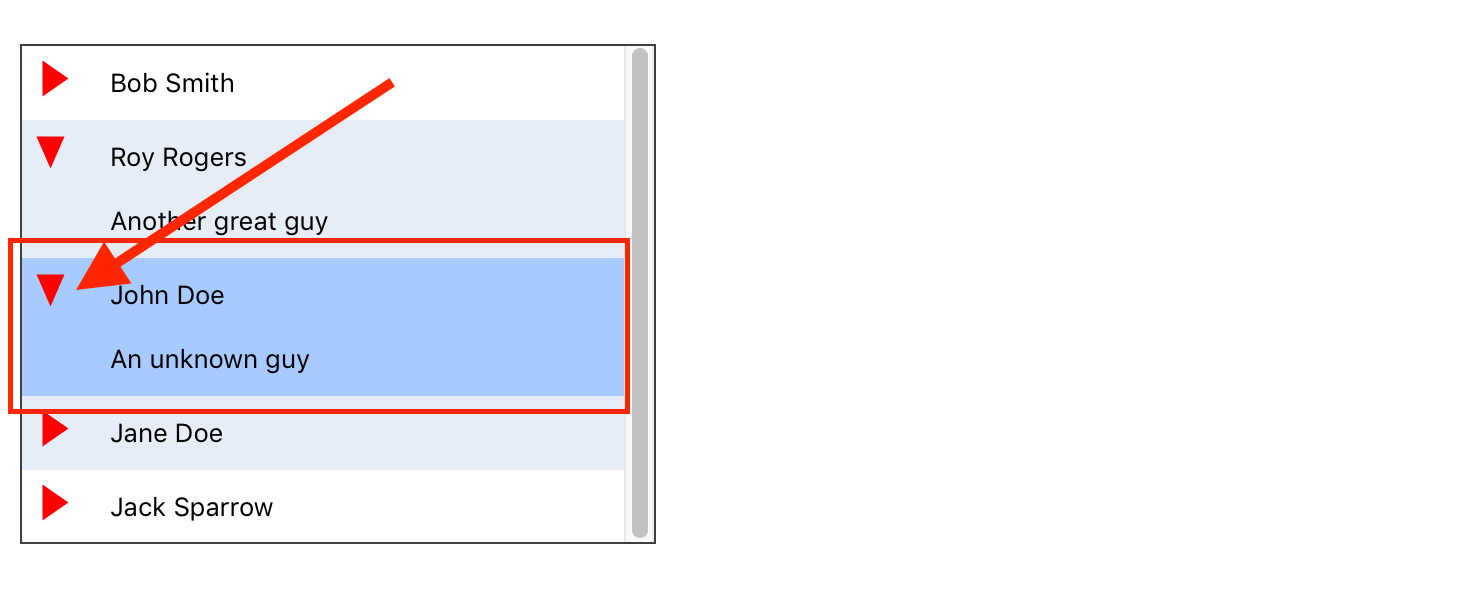 Bob Smith
Roy Rogers
Another great guy
John Doe
An unknown guy
Jane Doe
Jack Sparrow